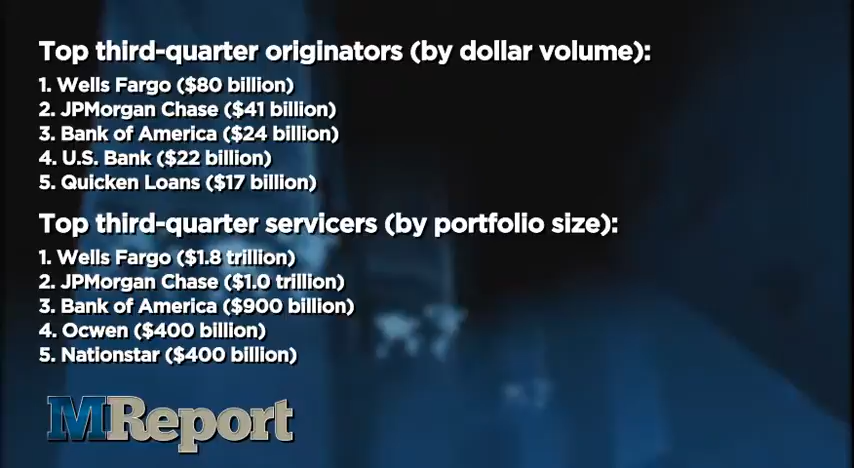 Top third-quarter originators (by dollar volume):
1. Wells Fargo ($80 billion)
2. JPMorgan Chase ($41 billion)
3. Bank of America ($24 billion)
4. U.S. Bank ($22 billion)
5. Quicken Loans ($17 billion)
Top third-quarter servicers (by portfolio size):
1. Wells Fargo ($1.8 trillion)
2. JPMorgan Chase ($1.0 trillion)
3. Bank of America ($900 billion)
4. Ocwen ($400 billion)
5. Nationstar ($400 billion)
MReport